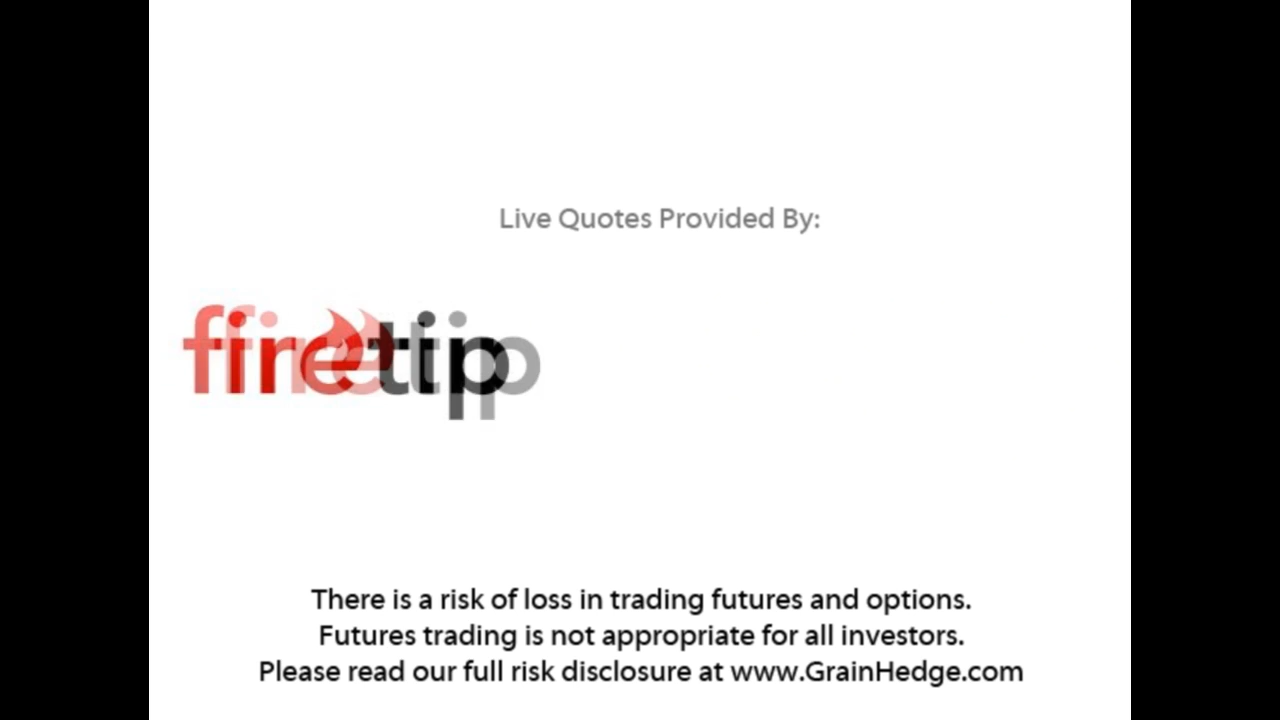 Live Quotes Provided By:
firetip
There is a risk of loss in trading futures and options.
Futures trading is not appropriate for all investors.
Please read our full risk disclosure at www.GrainHedge.com